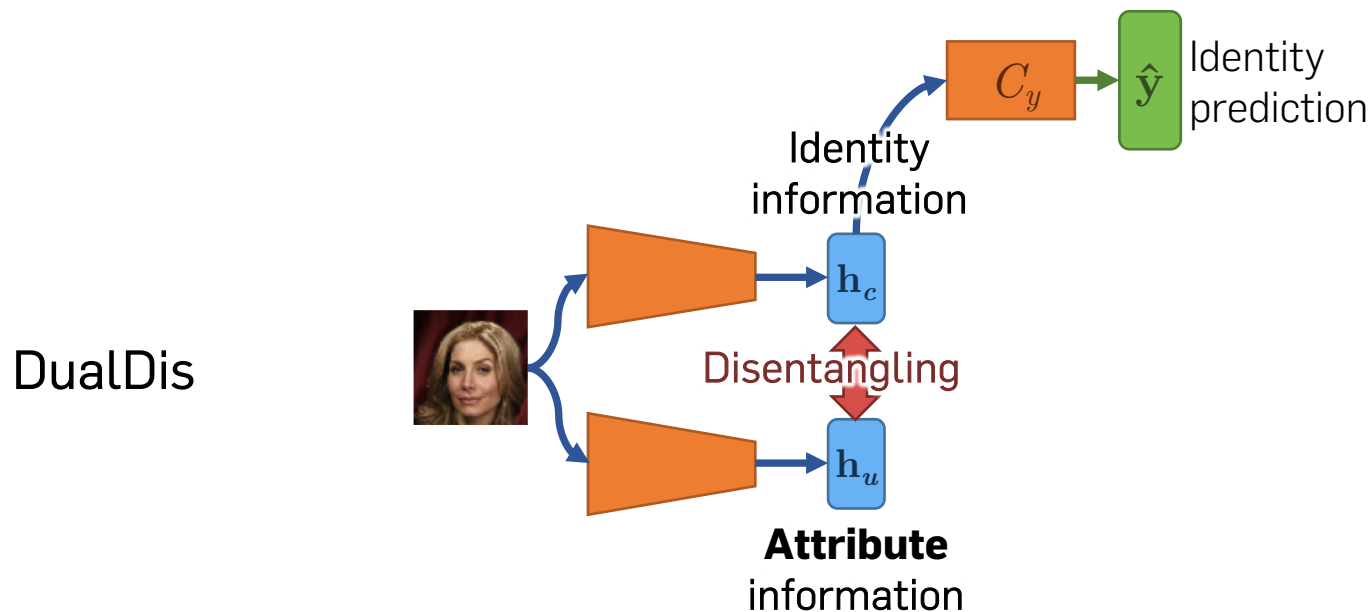 C_y
ŷ
Identity
prediction
Identity
information
h_c
DualDis
Disentangling
h_u
Attribute
information